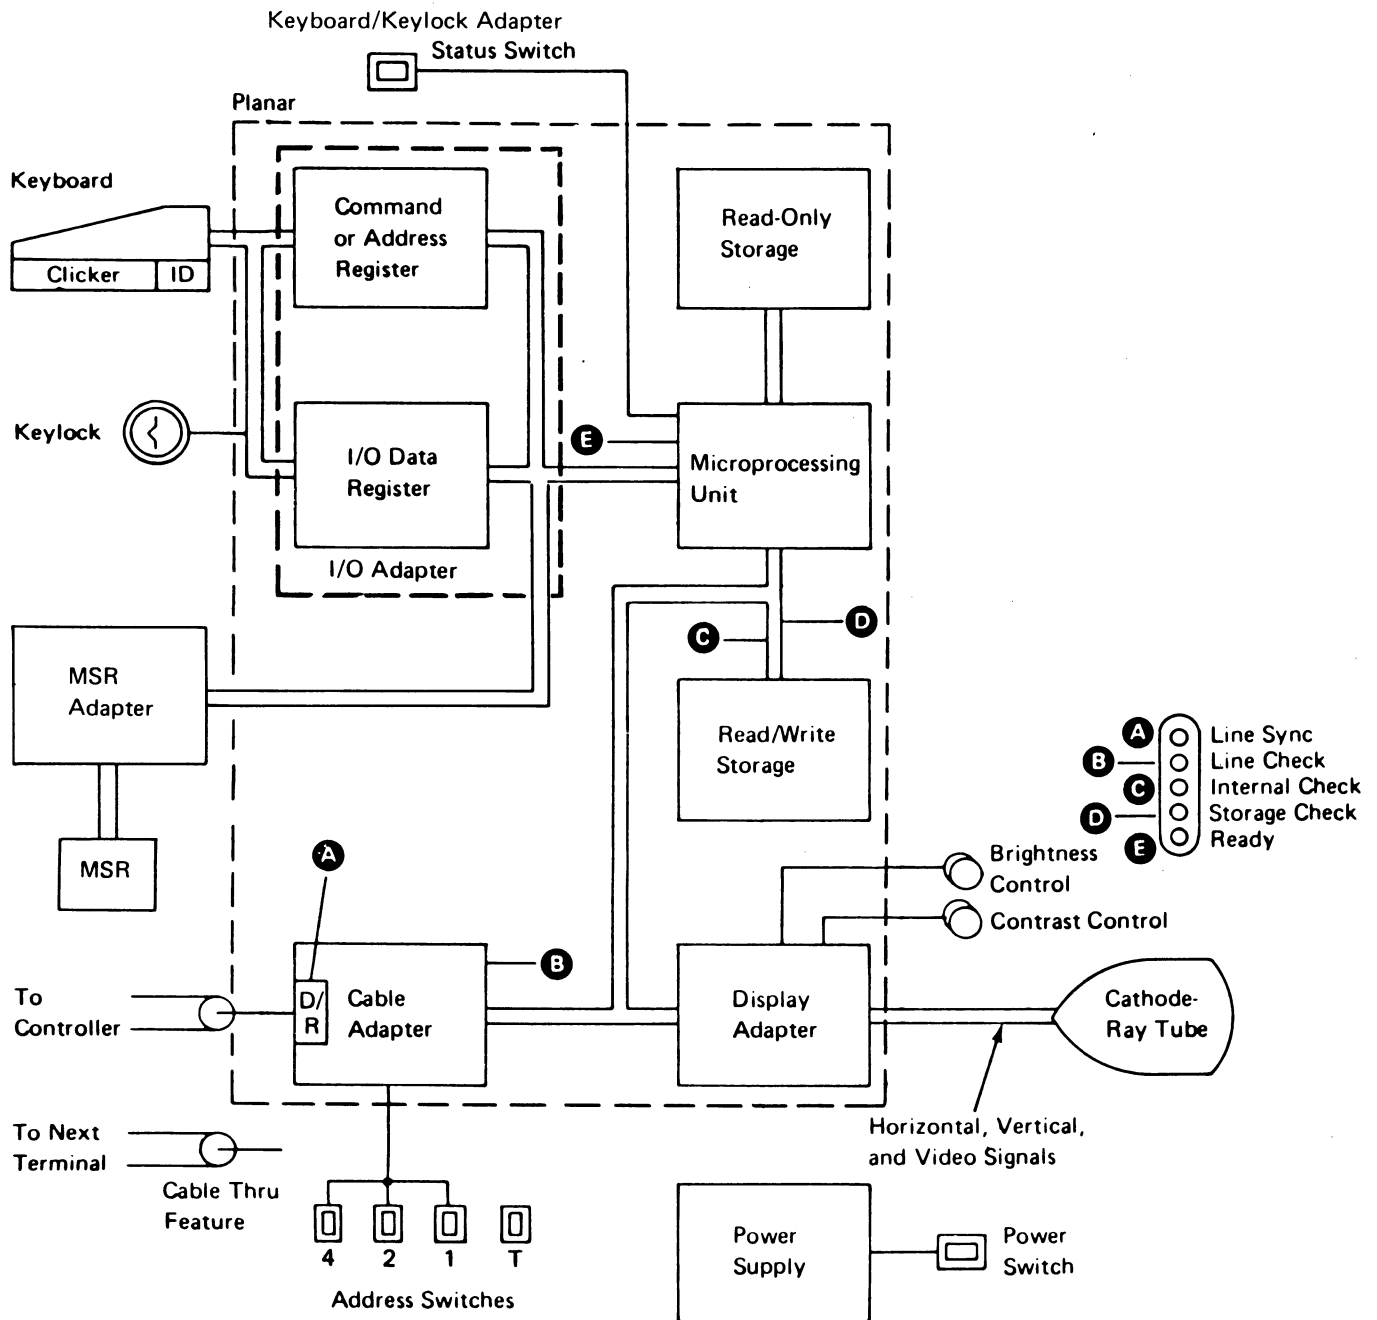 Keyboard/Keylock Adapter
Status Switch
Planar
Keyboard
Clicker
ID
Command
or Address
Register
Read-Only
Storage
Keylock
I/O Data
Register
I/O Adapter
E
Microprocessing
Unit
MSR
Adapter
MSR
C
D
Read/Write
Storage
A Line Sync
B Line Check
C Internal Check
D Storage Check
E Ready
A
B
Brightness
Control
Contrast Control
To
Controller
D/
R
Cable
Adapter
Display
Adapter
Cathode-
Ray Tube
Horizontal, Vertical,
and Video Signals
To Next
Terminal
Cable Thru
Feature
4 2 1 T
Address Switches
Power
Supply
Power
Switch